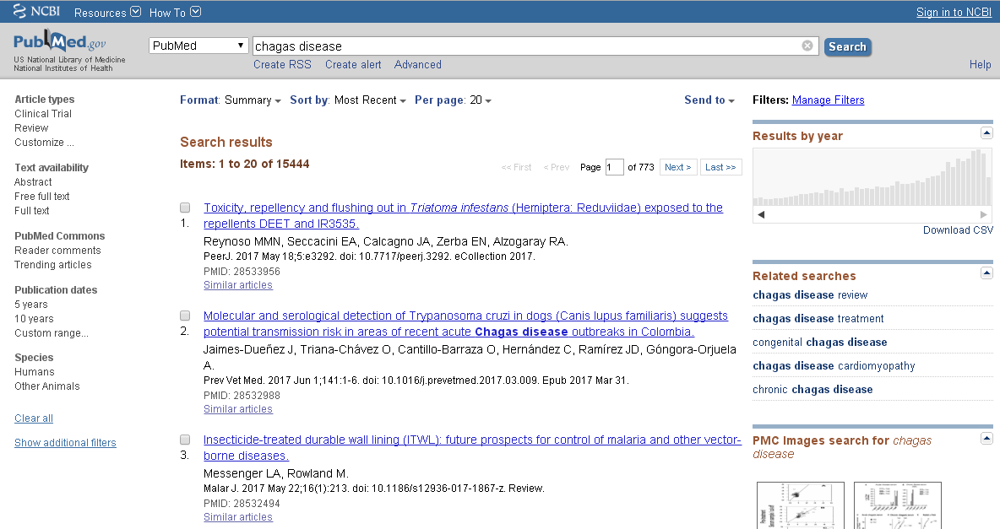 NCBI Resources How To Sign in to NCBI
PubMed.gov
US National Library of Medicine
National Institutes of Health
PubMed chagas disease Search
Create RSS Create alert Advanced Help
Article types
Clinical Trial
Review
Customize ...
Text availability
Abstract
Free full text
Full text
PubMed Commons
Reader comments
Trending articles
Publication dates
5 years
10 years
Custom range...
Species
Humans
Other Animals
Clear all
Show additional filters
Format: Summary Sort by: Most Recent Per page: 20 Send to
Search results
Items: 1 to 20 of 15444
<< First < Prev Page 1 of 773 Next > Last >>
Toxicity, repellency and flushing out in Triatoma infestans (Hemiptera: Reduviidae) exposed to the
1. repellents DEET and IR3535.
Reynoso MMN, Seccacini EA, Calcagno JA, Zerba EN, Alzogaray RA.
PeerJ. 2017 May 18;5:e3292. doi: 10.7717/peerj.3292. eCollection 2017.
PMID: 28533956
Similar articles
Molecular and serological detection of Trypanosoma cruzi in dogs (Canis lupus familiaris) suggests
2. potential transmission risk in areas of recent acute Chagas disease outbreaks in Colombia.
Jaimes-Dueñez J, Triana-Chávez O, Cantillo-Barraza O, Hernández C, Ramírez JD, Góngora-Orjuela
A.
Prev Vet Med. 2017 Jun 1;141:1-6. doi: 10.1016/j.prevetmed.2017.03.009. Epub 2017 Mar 31.
PMID: 28532988
Similar articles
Insecticide-treated durable wall lining (ITWL): future prospects for control of malaria and other vector-
3. borne diseases.
Messenger LA, Rowland M.
Malar J. 2017 May 22;16(1):213. doi: 10.1186/s12936-017-1867-z. Review.
PMID: 28532494
Similar articles
Filters: Manage Filters
Results by year
Download CSV
Related searches
chagas disease review
chagas disease treatment
congenital chagas disease
chagas disease cardiomyopathy
chronic chagas disease
PMC Images search for chagas
disease